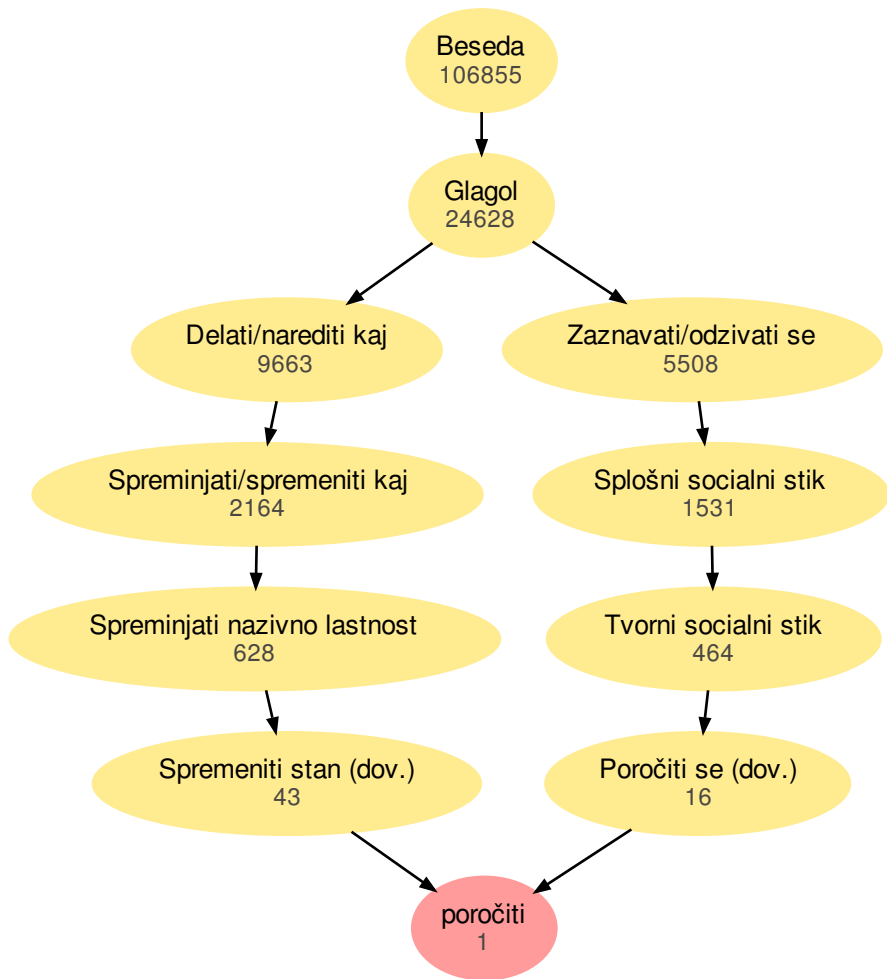 Beseda
106855
Glagol
24628
Delati/narediti kaj
9663
Zaznavati/odzivati se
5508
Spreminjati/spremeniti kaj
2164
Splošni socialni stik
1531
Spreminjati nazivno lastnost
628
Tvorni socialni stik
464
Spremeniti stan (dov.)
43
Poročiti se (dov.)
16
poročiti
1